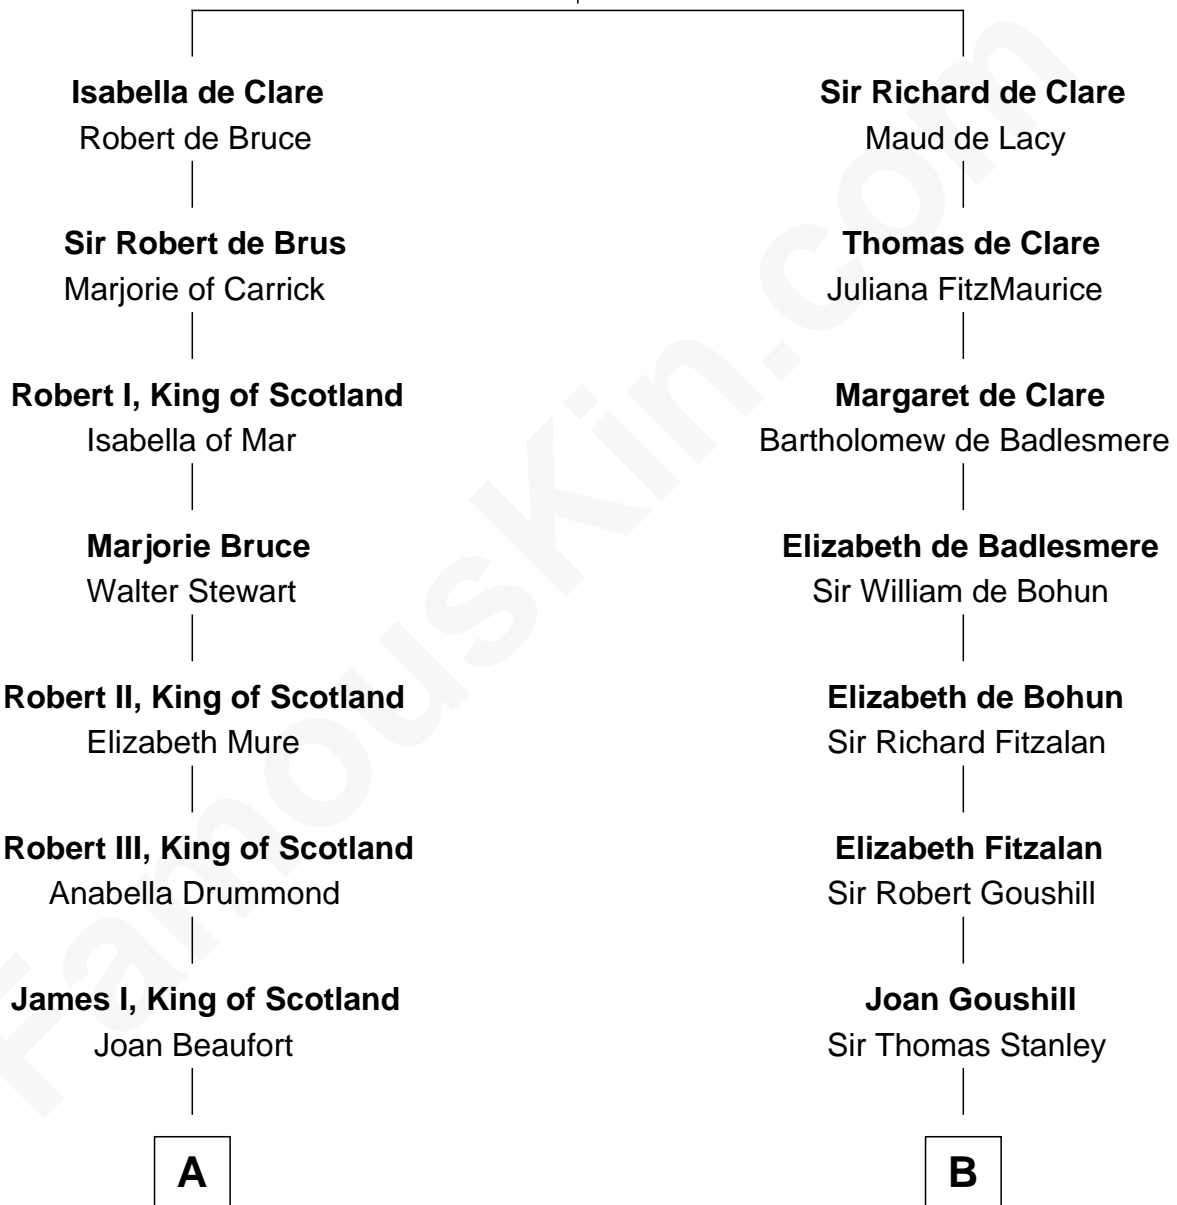 Isabella de Clare
Robert de Bruce
Sir Robert de Brus
Marjorie of Carrick
Robert I, King of Scotland
Isabella of Mar
Marjorie Bruce
Walter Stewart
Robert II, King of Scotland
Elizabeth Mure
Robert III, King of Scotland
Anabella Drummond
James I, King of Scotland
Joan Beaufort
A
Sir Richard de Clare
Maud de Lacy
Thomas de Clare
Juliana FitzMaurice
Margaret de Clare
Bartholomew de Badlesmere
Elizabeth de Badlesmere
Sir William de Bohun
Elizabeth de Bohun
Sir Richard Fitzalan
Elizabeth Fitzalan
Sir Robert Goushill
Joan Goushill
Sir Thomas Stanley
B
FamousKin.com